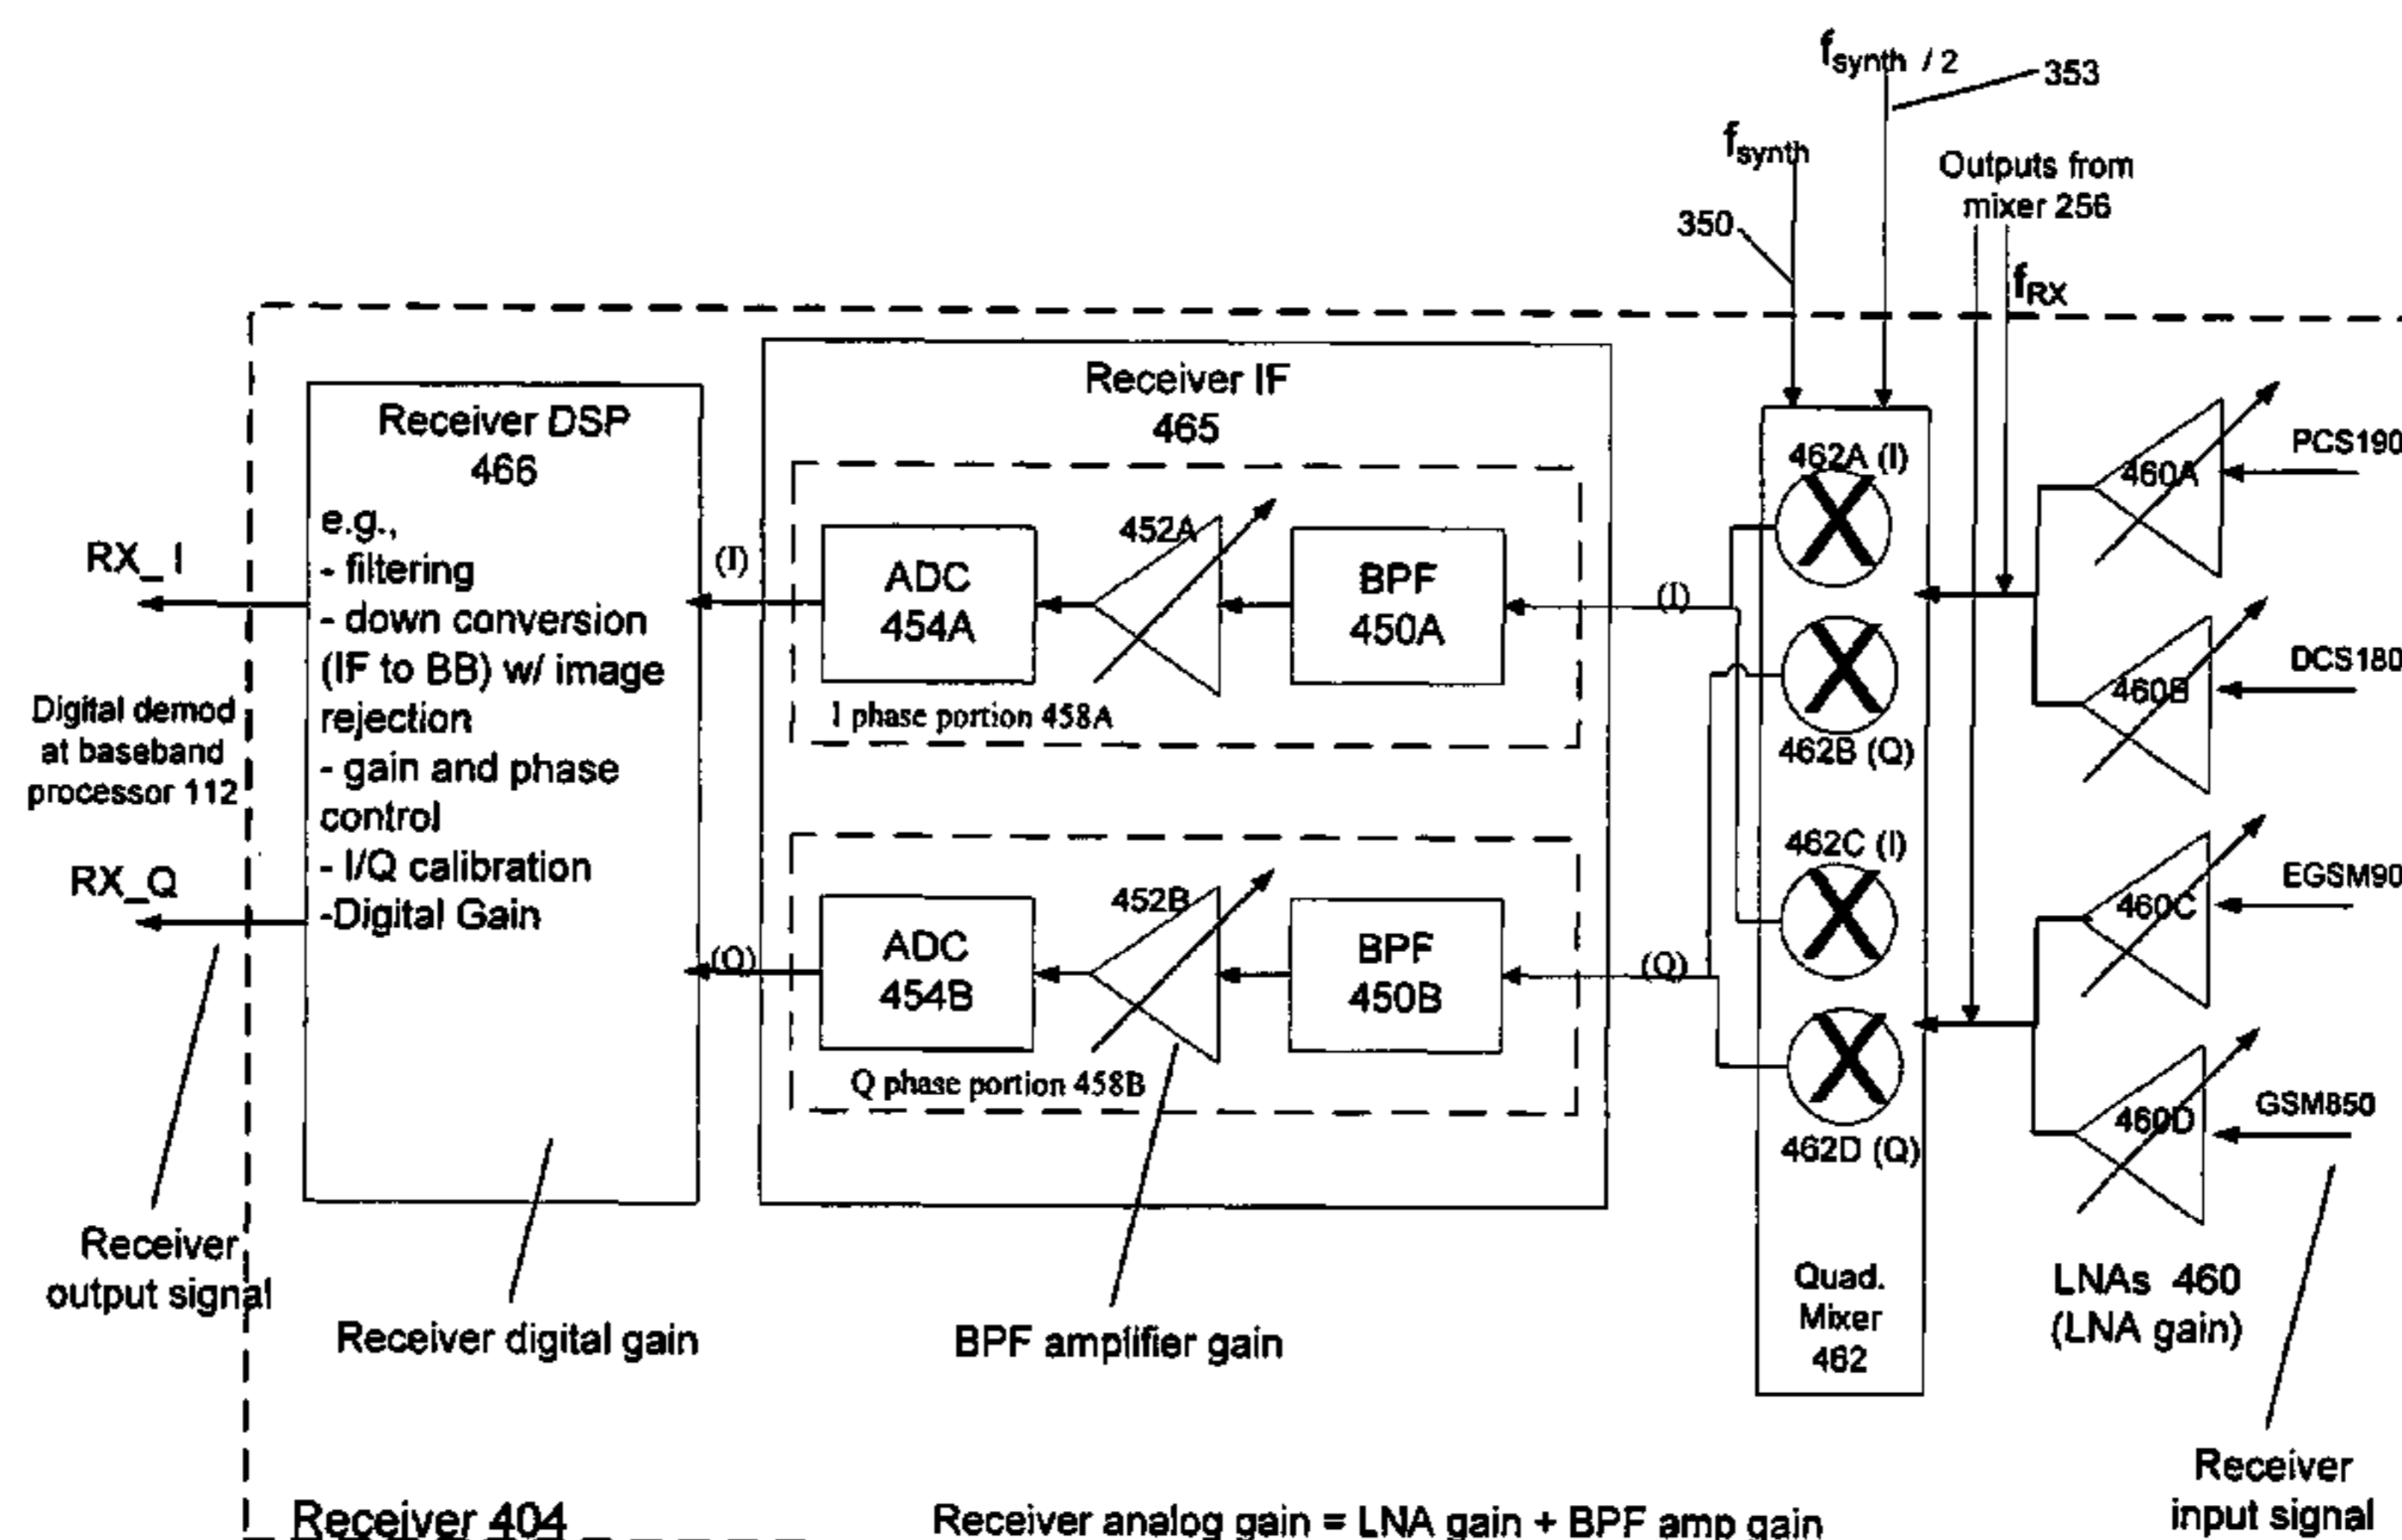 f_synth / 2
353
f_synth
Outputs from
mixer 256
350
f_RX
Receiver DSP
466
e.g.,
- filtering
- down conversion
(IF to BB) w/ image
rejection
- gain and phase
control
- I/Q calibration
-Digital Gain
RX_I
Digital demod
at baseband
processor 112
RX_Q
Receiver
output signal
Receiver digital gain
Receiver IF
465
(I)
ADC
454A
452A
BPF
450A
I phase portion 458A
(I)
(Q)
ADC
454B
452B
BPF
450B
Q phase portion 458B
(Q)
BPF amplifier gain
462A (I)
462B (Q)
462C (I)
462D (Q)
Quad.
Mixer
462
460A
PCS190
460B
DCS180
460C
EGSM90
460D
GSM850
LNAs 460
(LNA gain)
Receiver
input signal
Receiver 404
Receiver analog gain = LNA gain + BPF amp gain